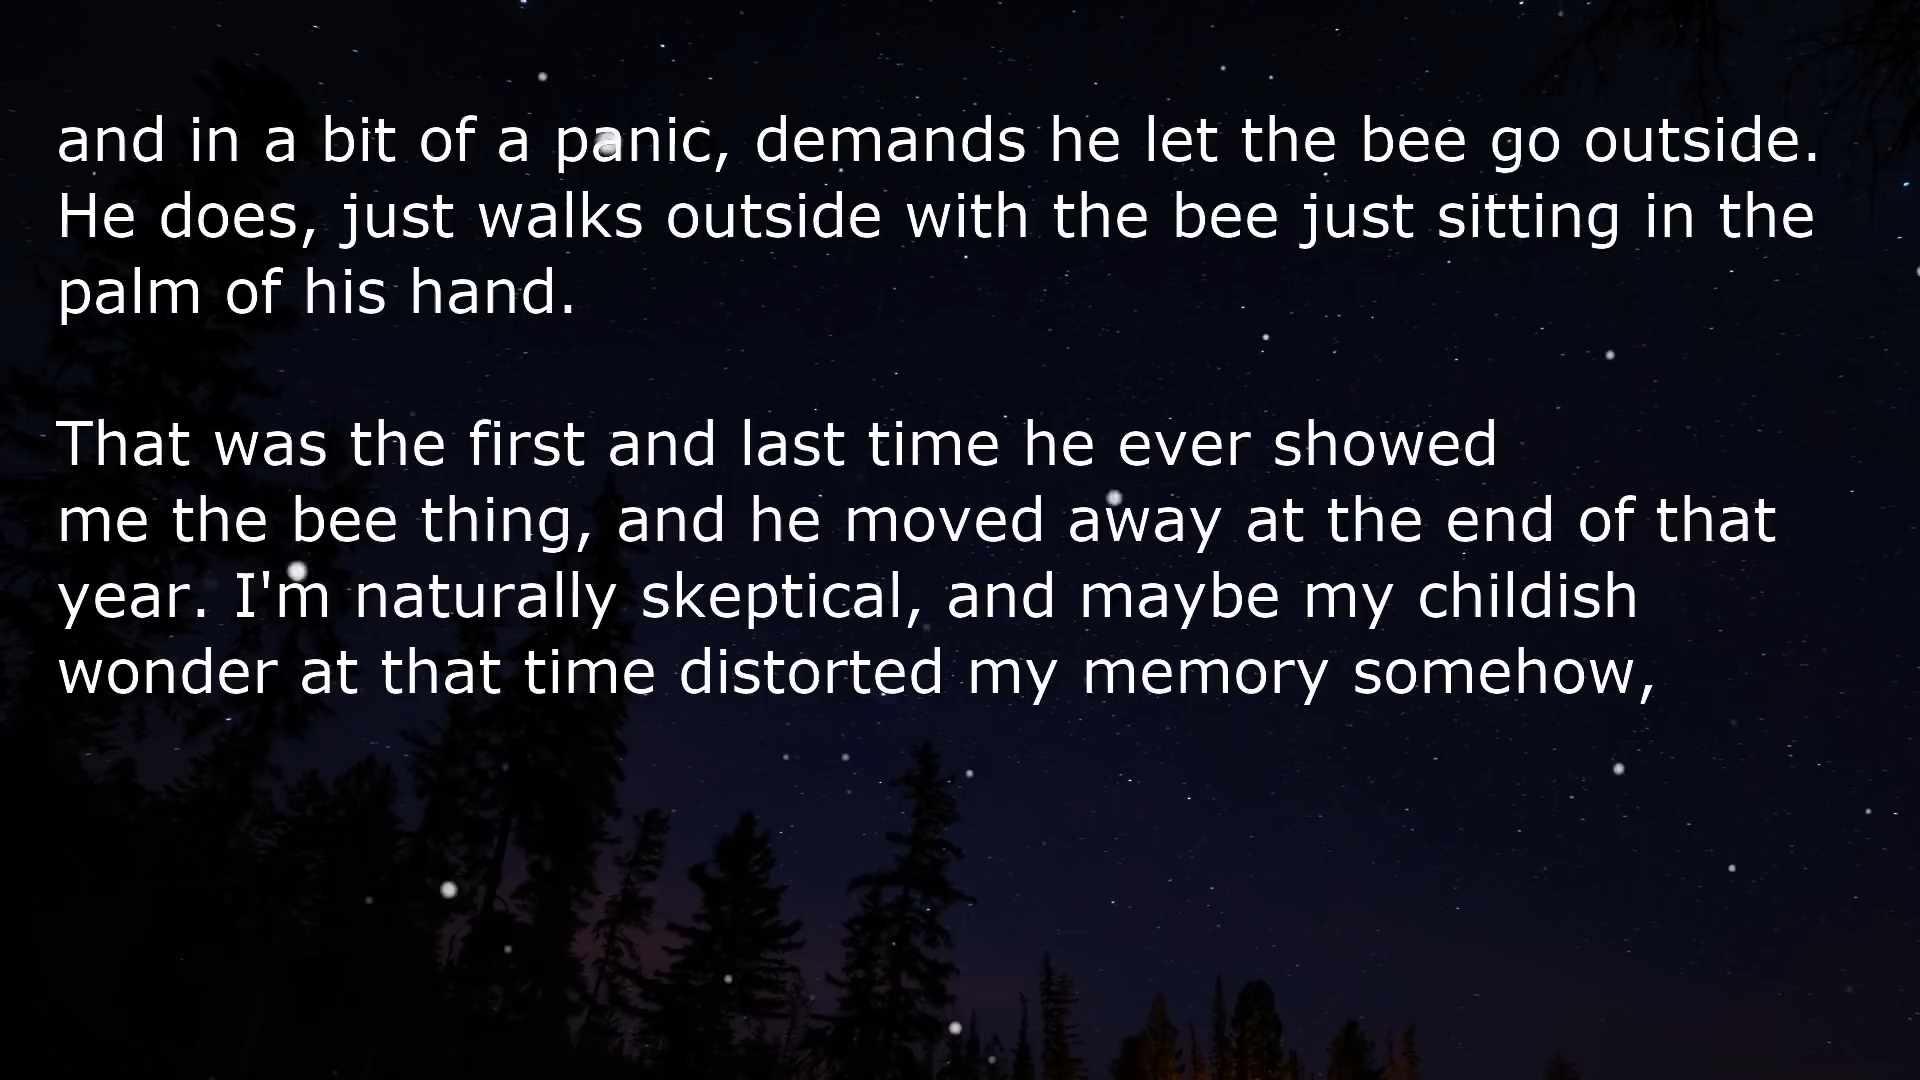 and in a bit of a panic, demands he let the bee go outside.
He does, just walks outside with the bee just sitting in the
palm of his hand.
That was the first and last time he ever showed
me the bee thing, and he moved away at the end of that
year. I'm naturally skeptical, and maybe my childish
wonder at that time distorted my memory somehow,